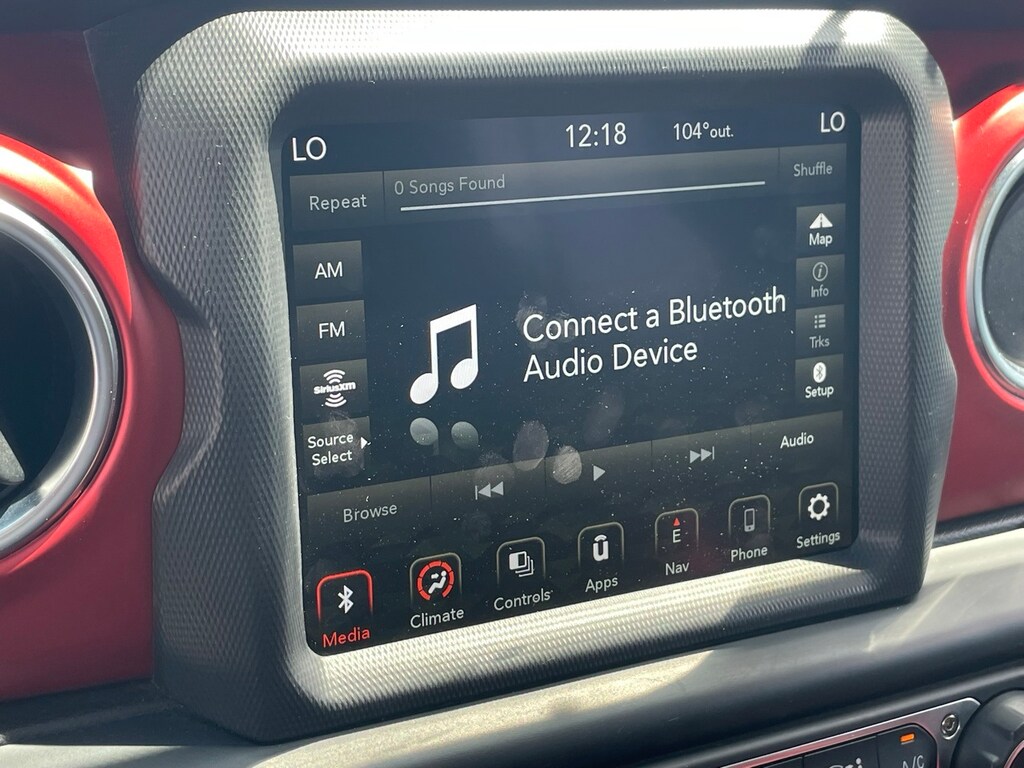 LO 12:18 104°out. LO
Repeat 0 Songs Found Shuffle
AM
FM
SiriusXM
Source
Select
Connect a Bluetooth
Audio Device
Map
Info
Trks
Setup
Browse Audio
Media Climate Controls Apps E Nav Phone Settings
A/C